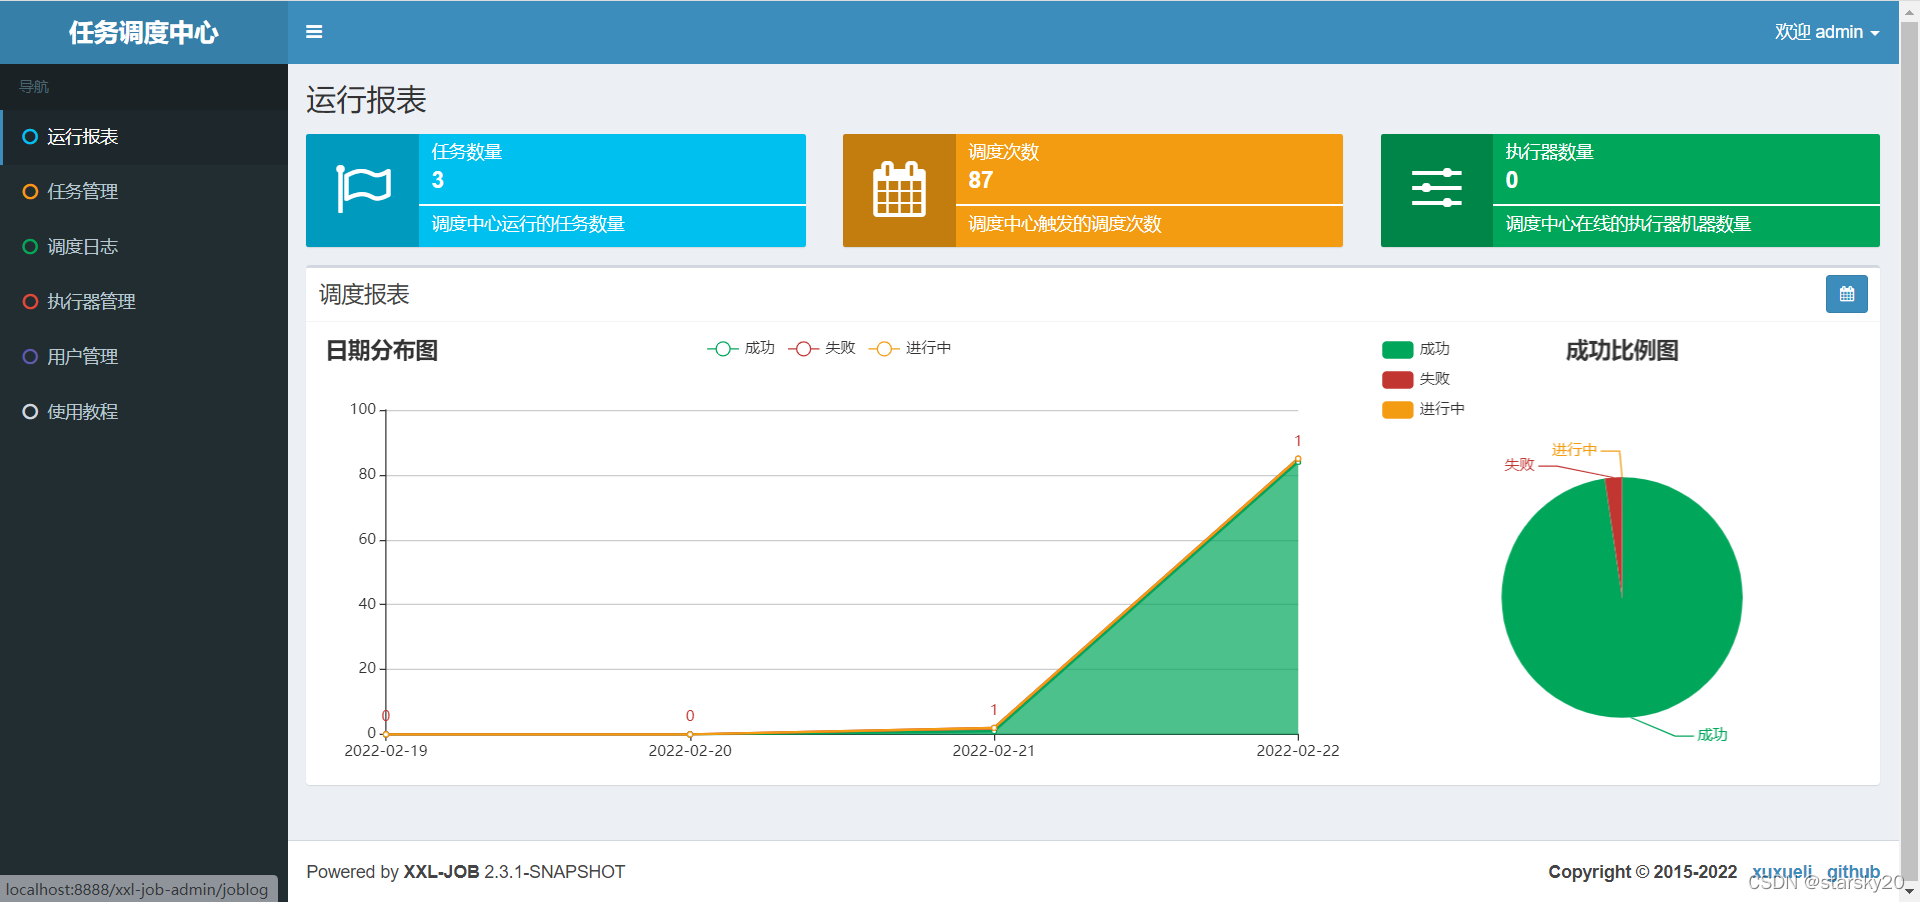 任务调度中心
欢迎 admin
导航
运行报表
任务管理
调度日志
执行器管理
用户管理
使用教程
运行报表
任务数量
3
调度中心运行的任务数量
调度次数
87
调度中心触发的调度次数
执行器数量
0
调度中心在线的执行器机器数量
调度报表
日期分布图
成功 失败 进行中
100
80
60
40
20
0
0
0
1
1
2022-02-19 2022-02-20 2022-02-21 2022-02-22
成功
失败
进行中
成功比例图
进行中
失败
成功
Powered by XXL-JOB 2.3.1-SNAPSHOT
Copyright © 2015-2022 xuxueli github
localhost:8888/xxl-job-admin/joblog
CSDN @starsky20